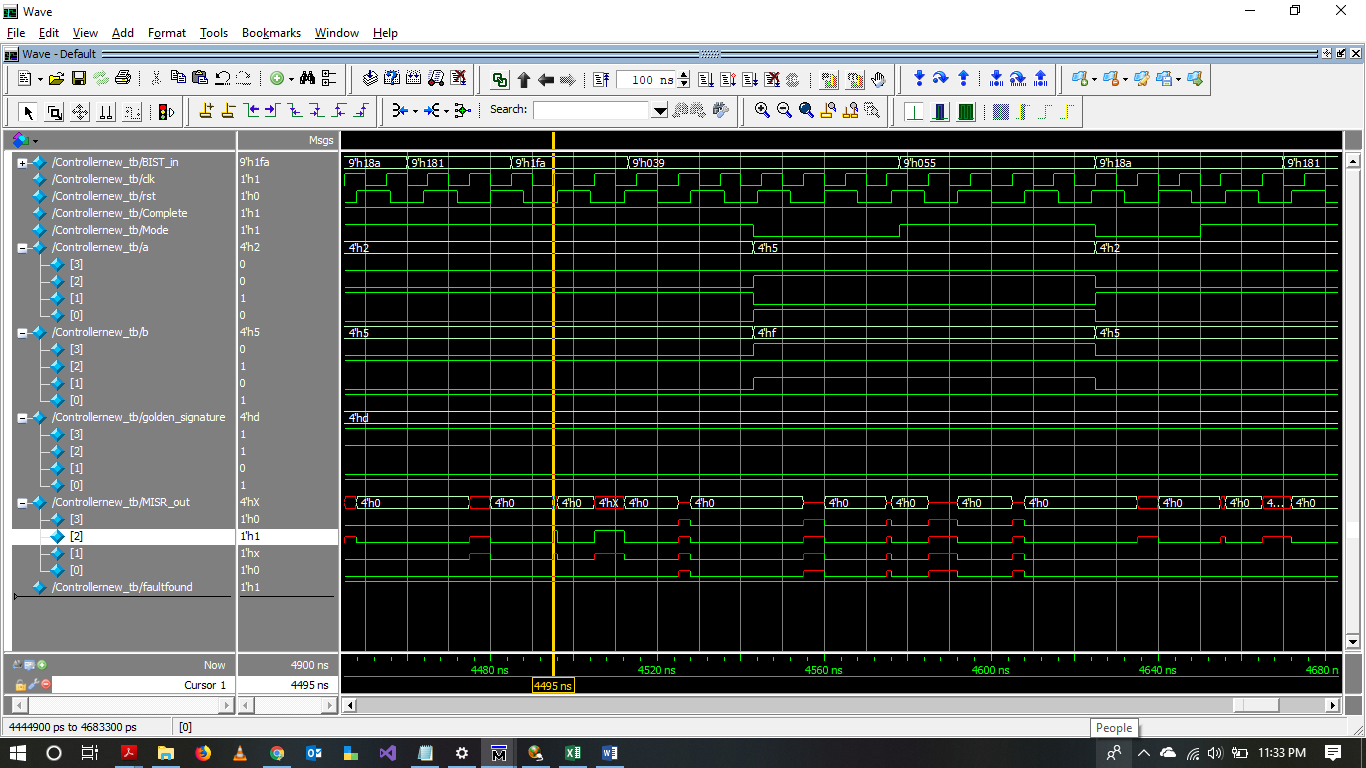 Wave
File Edit View Add Format Tools Bookmarks Window Help
Wave - Default
100 ns
Search:
Msgs
/Controllernew_tb/BIST_in 9'h1fa 9'h18a 9'h181 9'h1fa 9'h039 9'h055 9'h18a 9'h181
/Controllernew_tb/clk 1'h1
/Controllernew_tb/rst 1'h0
/Controllernew_tb/Complete 1'h1
/Controllernew_tb/Mode 1'h1
/Controllernew_tb/a 4'h2 4'h2 4'h5 4'h2
[3] 0
[2] 0
[1] 1
[0] 0
/Controllernew_tb/b 4'h5 4'h5 4'hf 4'h5
[3] 0
[2] 1
[1] 0
[0] 1
/Controllernew_tb/golden_signature 4'hd 4'hd
[3] 1
[2] 1
[1] 0
[0] 1
/Controllernew_tb/MISR_out 4'hX 4'h0 4'h0 4'h0 4'hX 4'h0 4'h0 4'h0 4'h0 4'h0 4'h0 4'h0 4'h0 4... 4'h0
[3] 1'h0
[2] 1'h1
[1] 1'hx
[0] 1'h0
/Controllernew_tb/faultfound 1'h1
Now 4900 ns 4480 ns 4520 ns 4560 ns 4600 ns 4640 ns 4680 n
Cursor 1 4495 ns 4495 ns
4444900 ps to 4683300 ps [0]
People
11:33 PM